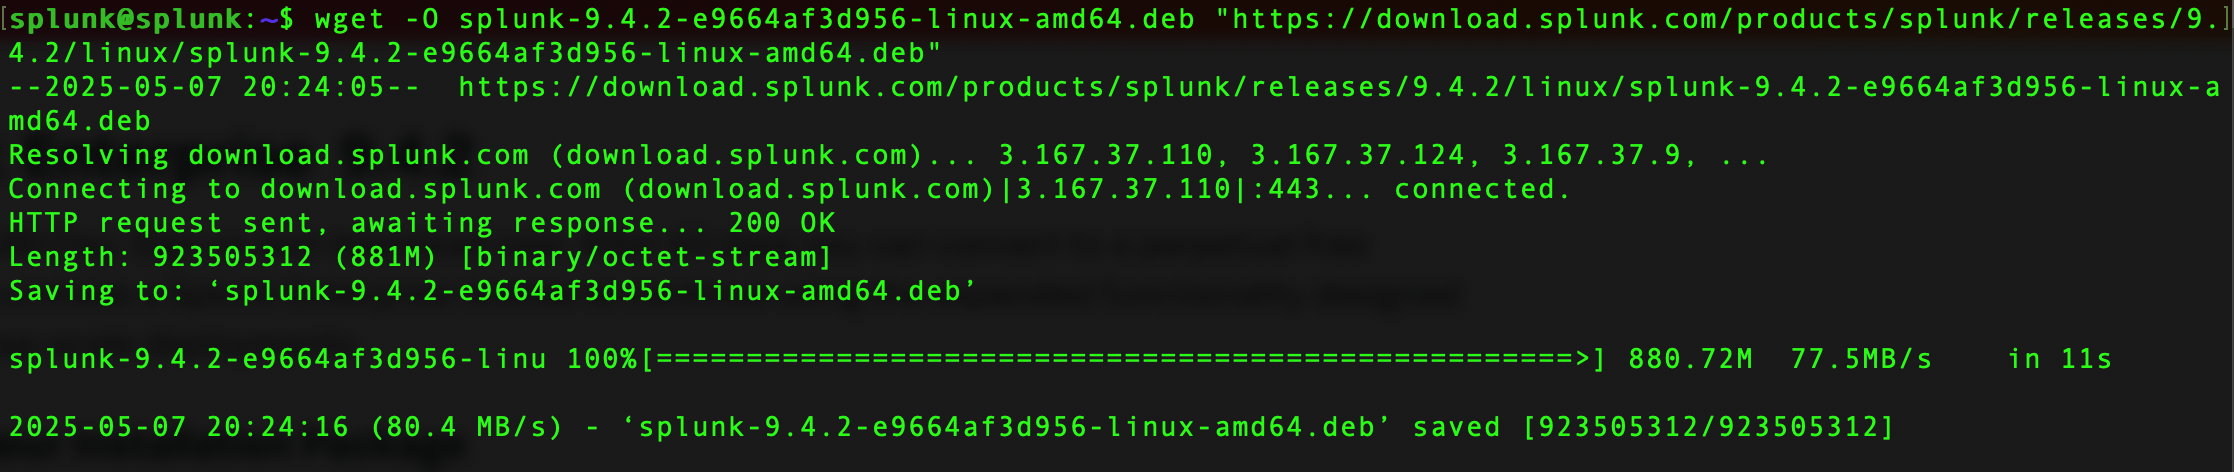 [splunk@splunk:~$ wget -O splunk-9.4.2-e9664af3d956-linux-amd64.deb "https://download.splunk.com/products/splunk/releases/9.]
4.2/linux/splunk-9.4.2-e9664af3d956-linux-amd64.deb"
--2025-05-07 20:24:05--  https://download.splunk.com/products/splunk/releases/9.4.2/linux/splunk-9.4.2-e9664af3d956-linux-a
md64.deb
Resolving download.splunk.com (download.splunk.com)... 3.167.37.110, 3.167.37.124, 3.167.37.9, ...
Connecting to download.splunk.com (download.splunk.com)|3.167.37.110|:443... connected.
HTTP request sent, awaiting response... 200 OK
Length: 923505312 (881M) [binary/octet-stream]
Saving to: ‘splunk-9.4.2-e9664af3d956-linux-amd64.deb’
splunk-9.4.2-e9664af3d956-linu 100%[===================================================>] 880.72M  77.5MB/s    in 11s
2025-05-07 20:24:16 (80.4 MB/s) - ‘splunk-9.4.2-e9664af3d956-linux-amd64.deb’ saved [923505312/923505312]